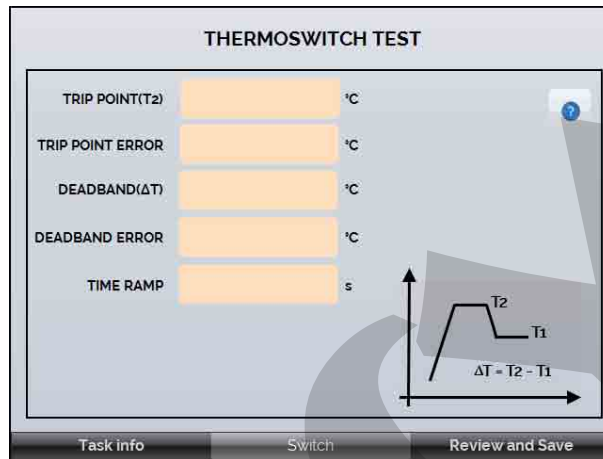 THERMOSWITCH TEST
TRIP POINT(T2) °C
?
TRIP POINT ERROR °C
DEADBAND(ΔT) °C
DEADBAND ERROR °C
TIME RAMP s
T2
T1
ΔT = T2 - T1
Task info Switch Review and Save